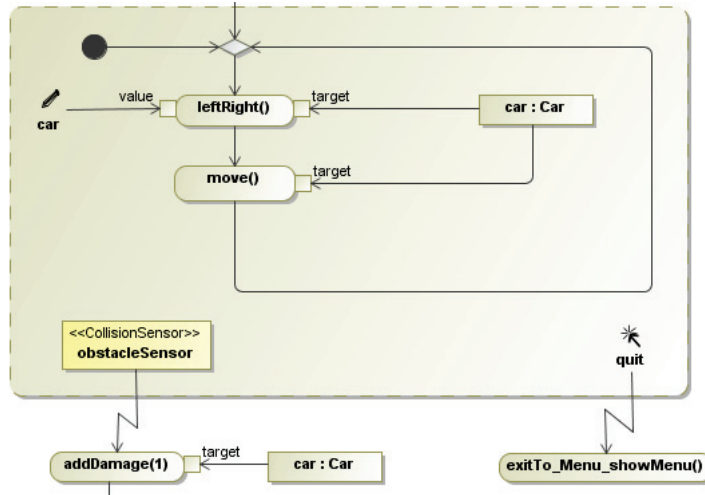 value
leftRight()
target
car : Car
car
move()
target
<<CollisionSensor>>
obstacleSensor
quit
addDamage(1)
target
car : Car
exitTo_Menu_showMenu()